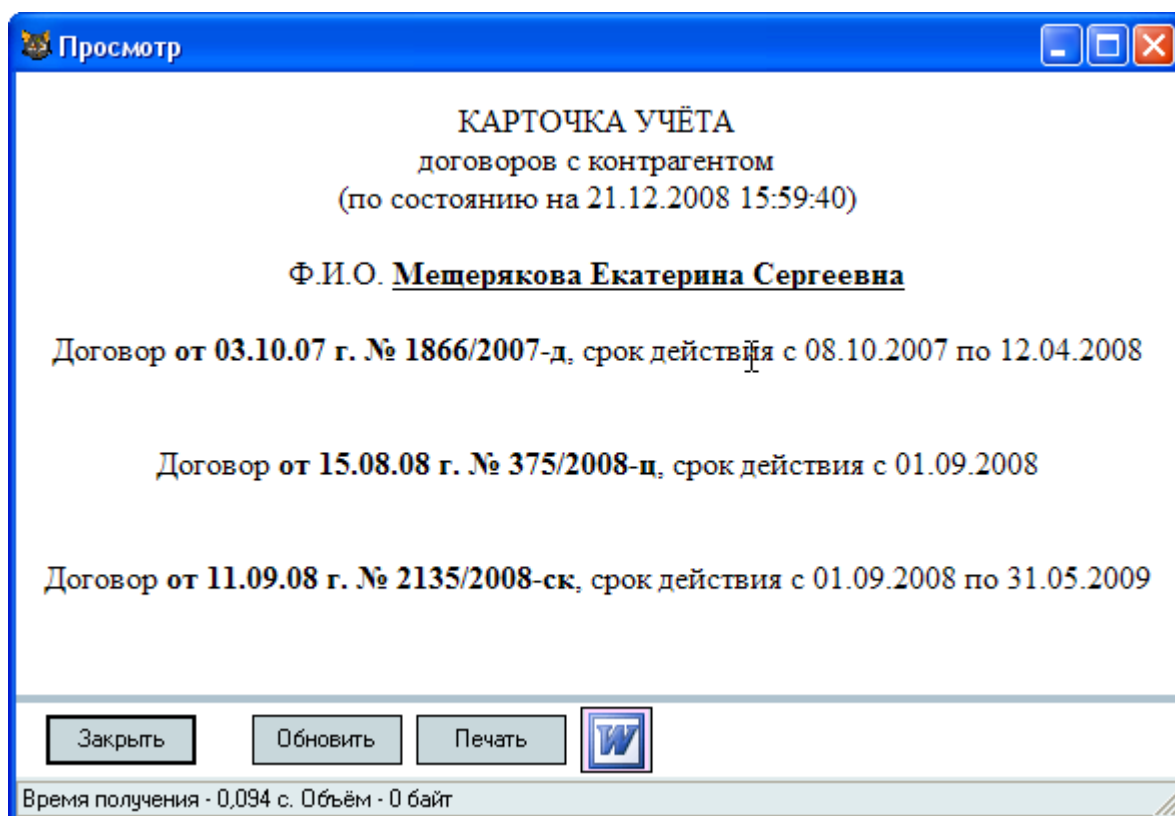 Просмотр
КАРТОЧКА УЧЁТА
договоров с контрагентом
(по состоянию на 21.12.2008 15:59:40)
Ф.И.О. Мещерякова Екатерина Сергеевна
Договор от 03.10.07 г. № 1866/2007-д, срок действия с 08.10.2007 по 12.04.2008
Договор от 15.08.08 г. № 375/2008-ц, срок действия с 01.09.2008
Договор от 11.09.08 г. № 2135/2008-ск, срок действия с 01.09.2008 по 31.05.2009
Закрыть Обновить Печать W
Время получения - 0,094 с. Объём - 0 байт